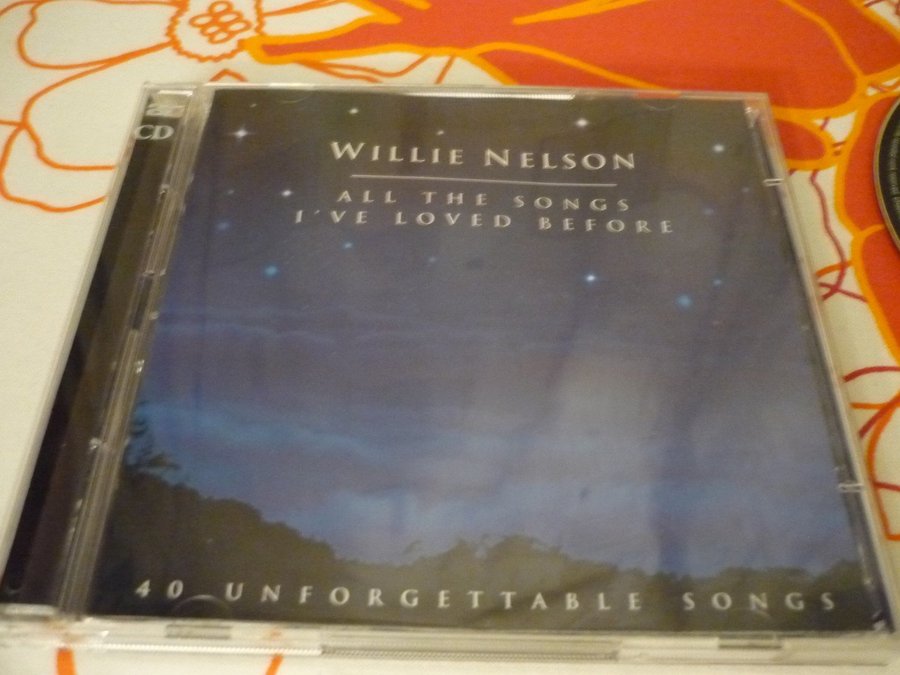 CD
WILLIE NELSON
ALL THE SONGS
I'VE LOVED BEFORE
40 UNFORGETTABLE SONGS